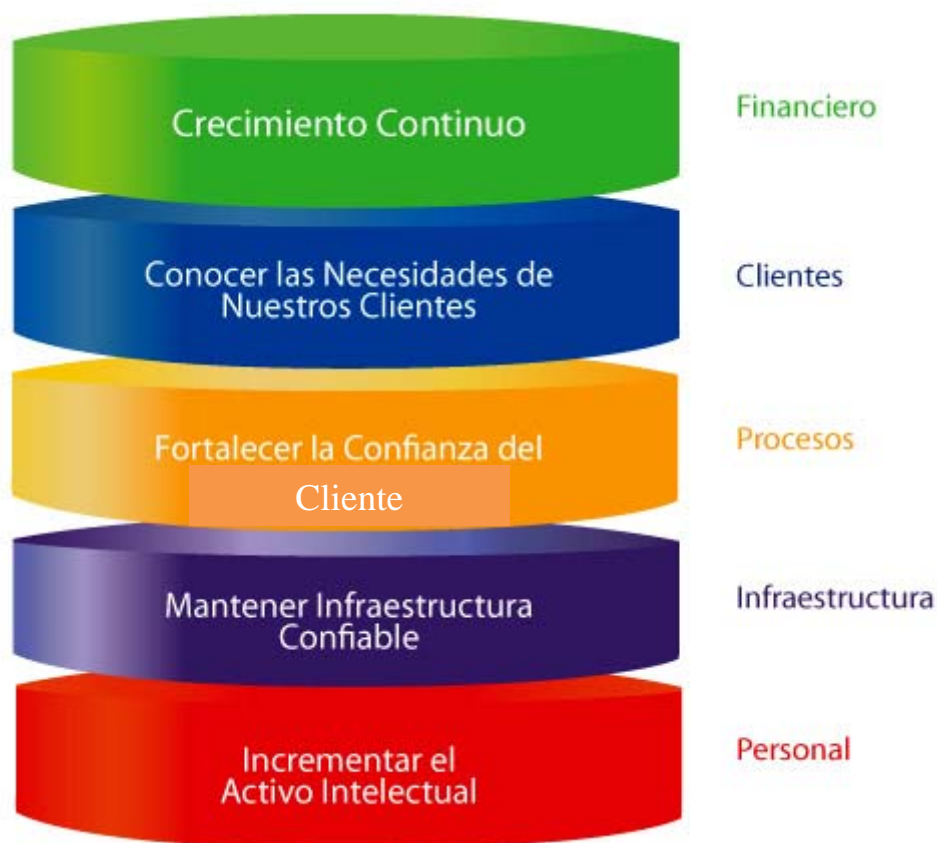 Crecimiento Continuo
Financiero
Conocer las Necesidades de
Nuestros Clientes
Clientes
Fortalecer la Confianza del
Cliente
Procesos
Mantener Infraestructura
Confiable
Infraestructura
Incrementar el
Activo Intelectual
Personal